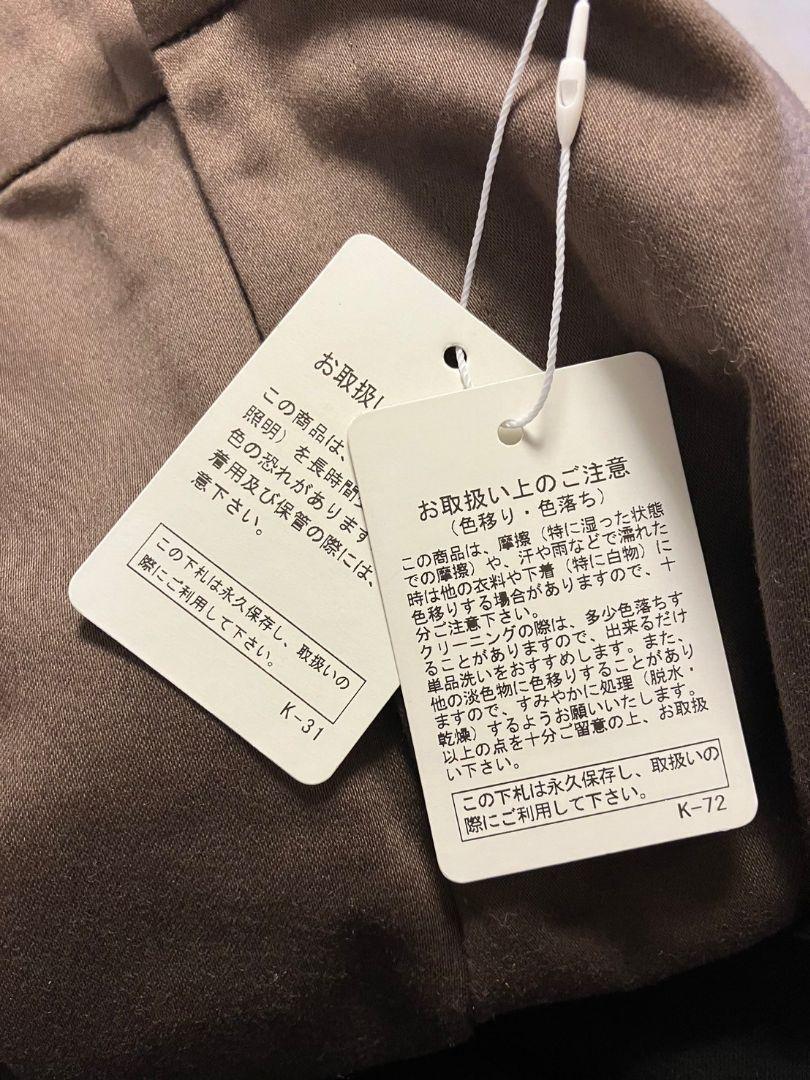 お取扱い
この商品は、
照明）を長時間
色の恐れがあります
着用及び保管の際には、
意下さい。
この下札は永久保存し、取扱いの
際にご利用して下さい。
K-31
お取扱い上のご注意
（色移り・色落ち）
この商品は、摩擦（特に湿った状態
での摩擦）や、汗や雨などで濡れた
時は他の衣料や下着（特に白物）に
色移りする場合がありますので、十
分ご注意下さい。
クリーニングの際は、多少色落ちす
ることがありますので、出来るだけ
単品洗いをおすすめします。また、
他の淡色物に色移りすることがあり
ますので、すみやかに処理（脱水・
乾燥）するようお願いいたします。
以上の点を十分ご留意の上、お取扱
い下さい。
この下札は永久保存し、取扱いの
際にご利用して下さい。
K-72